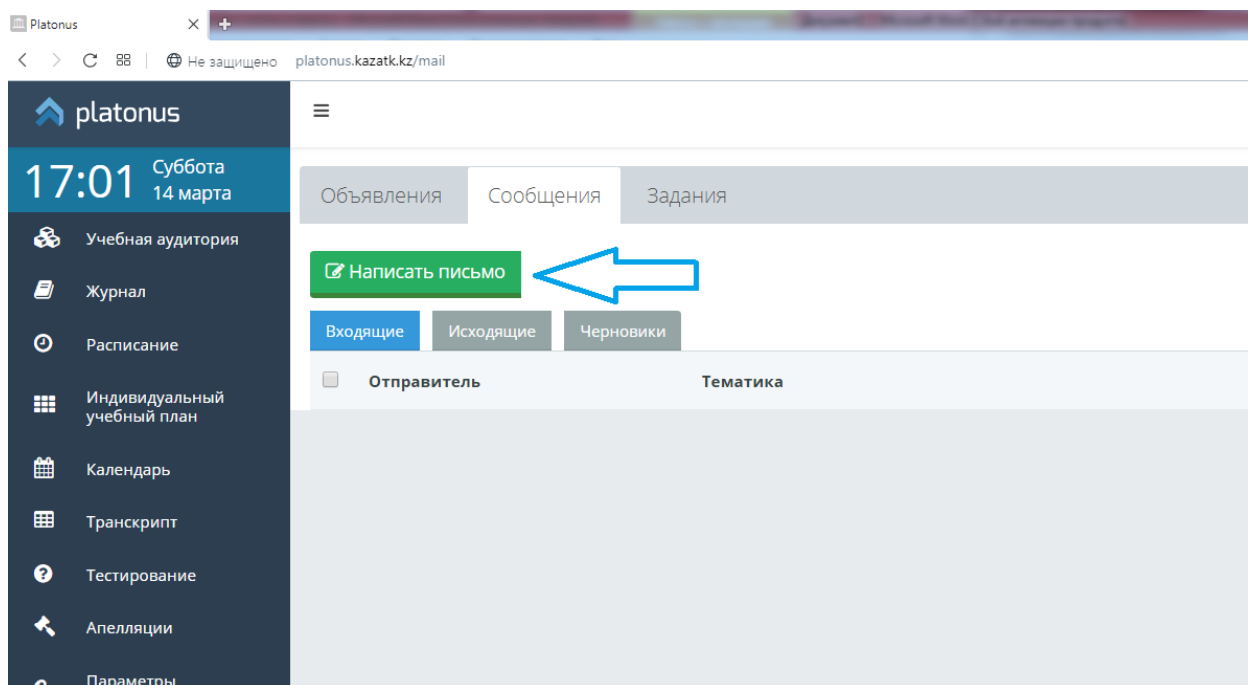 Platonus
Не защищено platonus.kazatk.kz/mail
platonus
17:01 Суббота
14 марта
Объявления Сообщения Задания
Учебная аудитория
Написать письмо
Журнал
Входящие Исходящие Черновики
Расписание
Отправитель Тематика
Индивидуальный
учебный план
Календарь
Транскрипт
Тестирование
Апелляции
Параметры